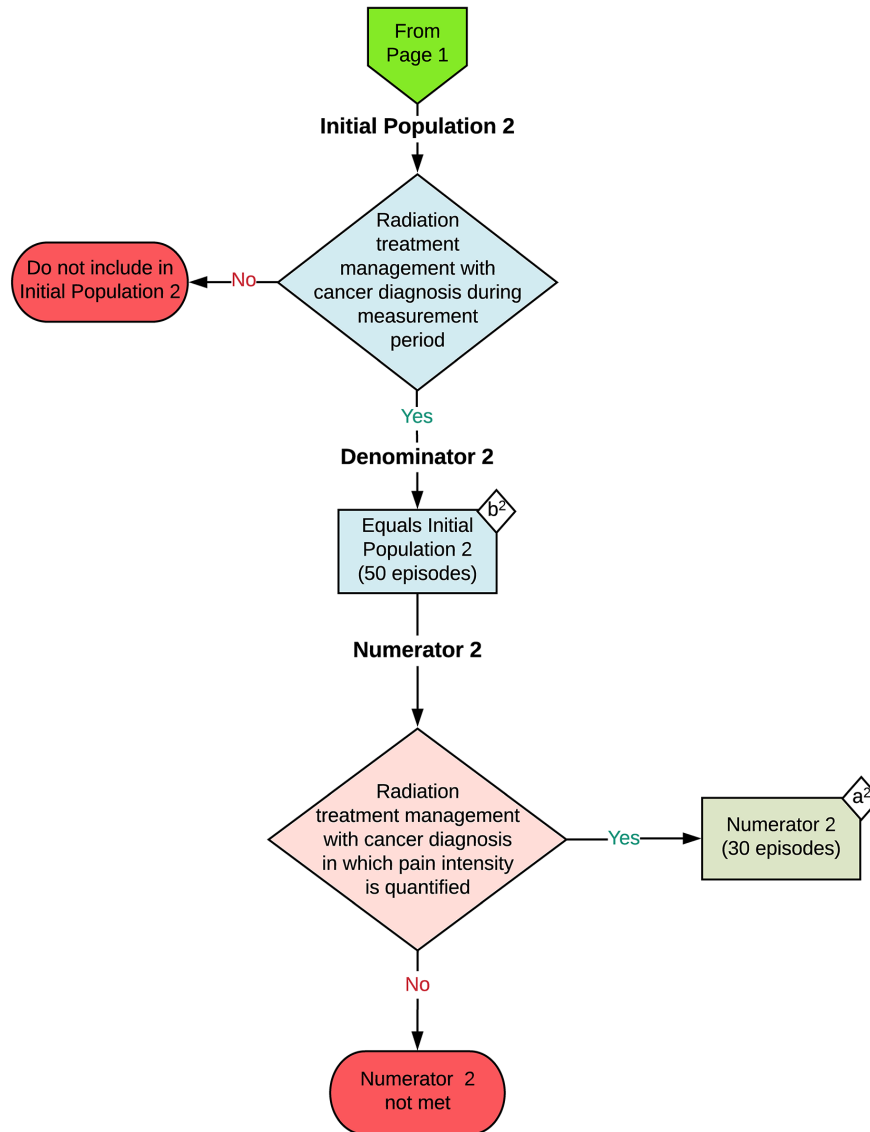 From
Page 1
Initial Population 2
Radiation
treatment
management with
cancer diagnosis during
measurement
period
No
Do not include in
Initial Population 2
Yes
Denominator 2
b²
Equals Initial
Population 2
(50 episodes)
Numerator 2
Radiation
treatment management
with cancer diagnosis
in which pain intensity
is quantified
Yes
a²
Numerator 2
(30 episodes)
No
Numerator 2
not met